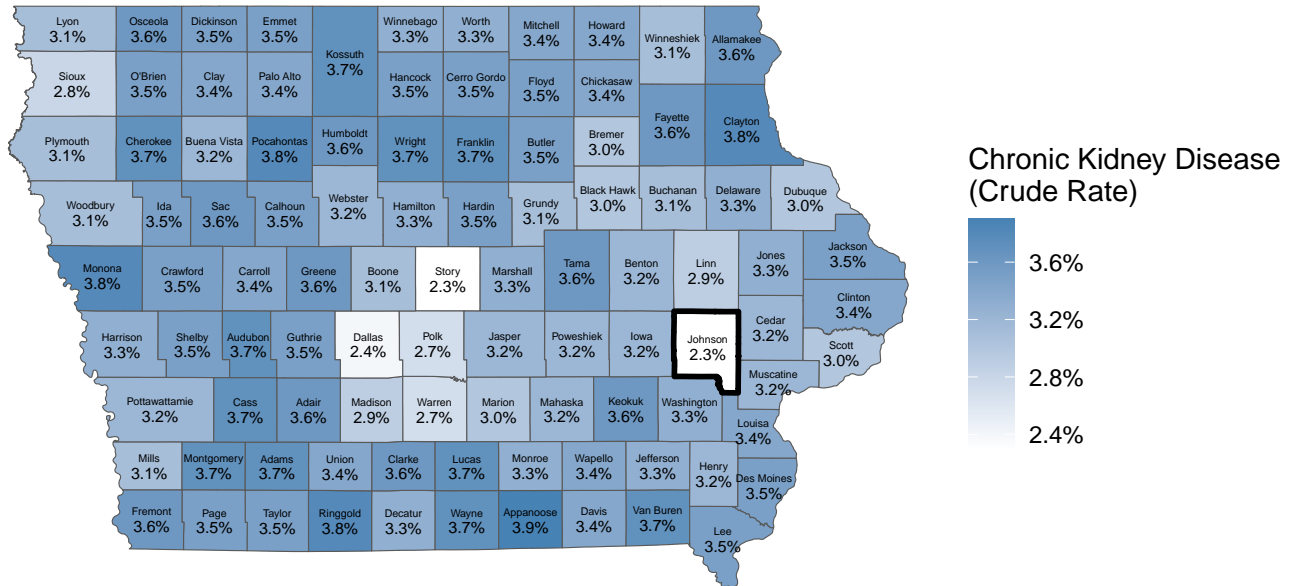 Lyon
3.1%
Osceola
3.6%
Dickinson
3.5%
Emmet
3.5%
Kossuth
3.7%
Winnebago
3.3%
Worth
3.3%
Mitchell
3.4%
Howard
3.4%
Winneshiek
3.1%
Allamakee
3.6%
Sioux
2.8%
O'Brien
3.5%
Clay
3.4%
Palo Alto
3.4%
Hancock
3.5%
Cerro Gordo
3.5%
Floyd
3.5%
Chickasaw
3.4%
Plymouth
3.1%
Cherokee
3.7%
Buena Vista
3.2%
Pocahontas
3.8%
Humboldt
3.6%
Wright
3.7%
Franklin
3.7%
Butler
3.5%
Bremer
3.0%
Fayette
3.6%
Clayton
3.8%
Woodbury
3.1%
Ida
3.5%
Sac
3.6%
Calhoun
3.5%
Webster
3.2%
Hamilton
3.3%
Hardin
3.5%
Grundy
3.1%
Black Hawk
3.0%
Buchanan
3.1%
Delaware
3.3%
Dubuque
3.0%
Monona
3.8%
Crawford
3.5%
Carroll
3.4%
Greene
3.6%
Boone
3.1%
Story
2.3%
Marshall
3.3%
Tama
3.6%
Benton
3.2%
Linn
2.9%
Jones
3.3%
Jackson
3.5%
Clinton
3.4%
Harrison
3.3%
Shelby
3.5%
Audubon
3.7%
Guthrie
3.5%
Dallas
2.4%
Polk
2.7%
Jasper
3.2%
Poweshiek
3.2%
Iowa
3.2%
Johnson
2.3%
Cedar
3.2%
Scott
3.0%
Muscatine
3.2%
Pottawattamie
3.2%
Cass
3.7%
Adair
3.6%
Madison
2.9%
Warren
2.7%
Marion
3.0%
Mahaska
3.2%
Keokuk
3.6%
Washington
3.3%
Louisa
3.4%
Mills
3.1%
Montgomery
3.7%
Adams
3.7%
Union
3.4%
Clarke
3.6%
Lucas
3.7%
Monroe
3.3%
Wapello
3.4%
Jefferson
3.3%
Henry
3.2%
Des Moines
3.5%
Fremont
3.6%
Page
3.5%
Taylor
3.5%
Ringgold
3.8%
Decatur
3.3%
Wayne
3.7%
Appanoose
3.9%
Davis
3.4%
Van Buren
3.7%
Lee
3.5%
Chronic Kidney Disease
(Crude Rate)
3.6%
3.2%
2.8%
2.4%